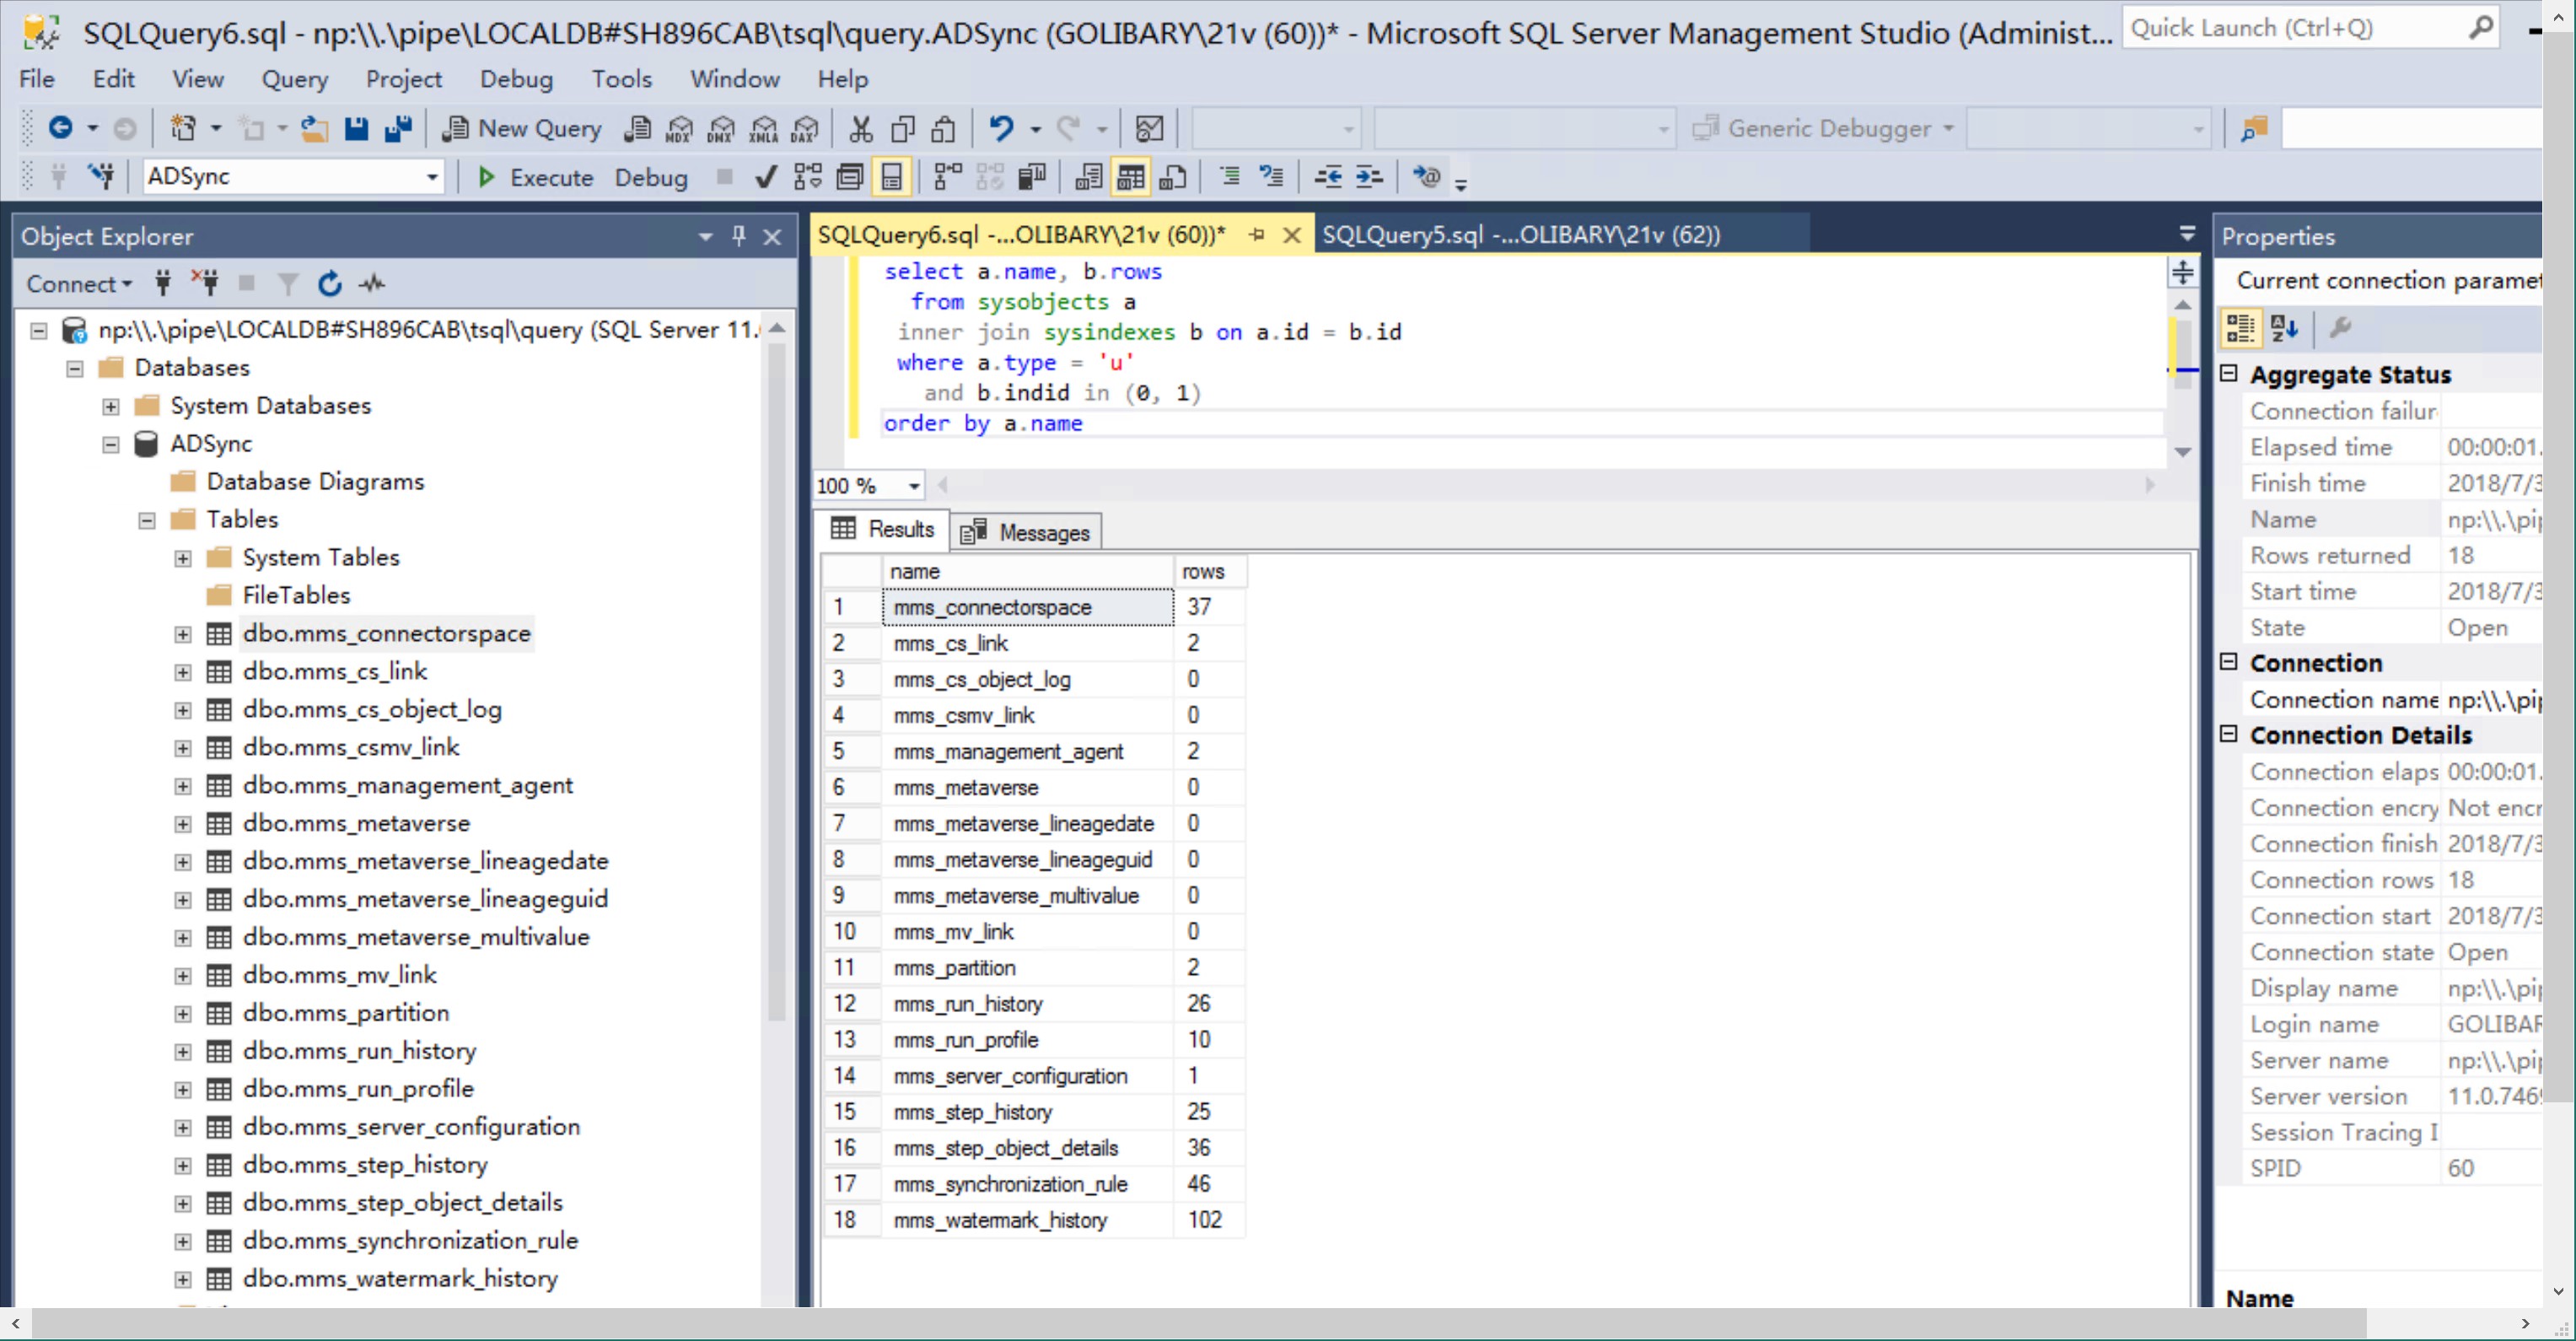 SQLQuery6.sql - np:\\.\pipe\LOCALDB#SH896CAB\tsql\query.ADSync (GOLIBARY\21v (60))* - Microsoft SQL Server Management Studio (Administ...
Quick Launch (Ctrl+Q)
File Edit View Query Project Debug Tools Window Help
New Query MDX DMX XMLA DAX Generic Debugger
ADSync Execute Debug
Object Explorer
Connect
np:\\.\pipe\LOCALDB#SH896CAB\tsql\query (SQL Server 11.
Databases
System Databases
ADSync
Database Diagrams
Tables
System Tables
FileTables
dbo.mms_connectorspace
dbo.mms_cs_link
dbo.mms_cs_object_log
dbo.mms_csmv_link
dbo.mms_management_agent
dbo.mms_metaverse
dbo.mms_metaverse_lineagedate
dbo.mms_metaverse_lineageguid
dbo.mms_metaverse_multivalue
dbo.mms_mv_link
dbo.mms_partition
dbo.mms_run_history
dbo.mms_run_profile
dbo.mms_server_configuration
dbo.mms_step_history
dbo.mms_step_object_details
dbo.mms_synchronization_rule
dbo.mms_watermark_history
SQLQuery6.sql -...OLIBARY\21v (60))* SQLQuery5.sql -...OLIBARY\21v (62))
select a.name, b.rows
from sysobjects a
inner join sysindexes b on a.id = b.id
where a.type = 'u'
and b.indid in (0, 1)
order by a.name
100 %
Results Messages
name rows
1 mms_connectorspace 37
2 mms_cs_link 2
3 mms_cs_object_log 0
4 mms_csmv_link 0
5 mms_management_agent 2
6 mms_metaverse 0
7 mms_metaverse_lineagedate 0
8 mms_metaverse_lineageguid 0
9 mms_metaverse_multivalue 0
10 mms_mv_link 0
11 mms_partition 2
12 mms_run_history 26
13 mms_run_profile 10
14 mms_server_configuration 1
15 mms_step_history 25
16 mms_step_object_details 36
17 mms_synchronization_rule 46
18 mms_watermark_history 102
Properties
Current connection paramet
Aggregate Status
Connection failur
Elapsed time 00:00:01.
Finish time 2018/7/3
Name np:\\.\pip
Rows returned 18
Start time 2018/7/3
State Open
Connection
Connection name np:\\.\pip
Connection Details
Connection elaps 00:00:01.
Connection encry Not encr
Connection finish 2018/7/3
Connection rows 18
Connection start 2018/7/3
Connection state Open
Display name np:\\.\pip
Login name GOLIBAR
Server name np:\\.\pip
Server version 11.0.746
Session Tracing I
SPID 60
Name